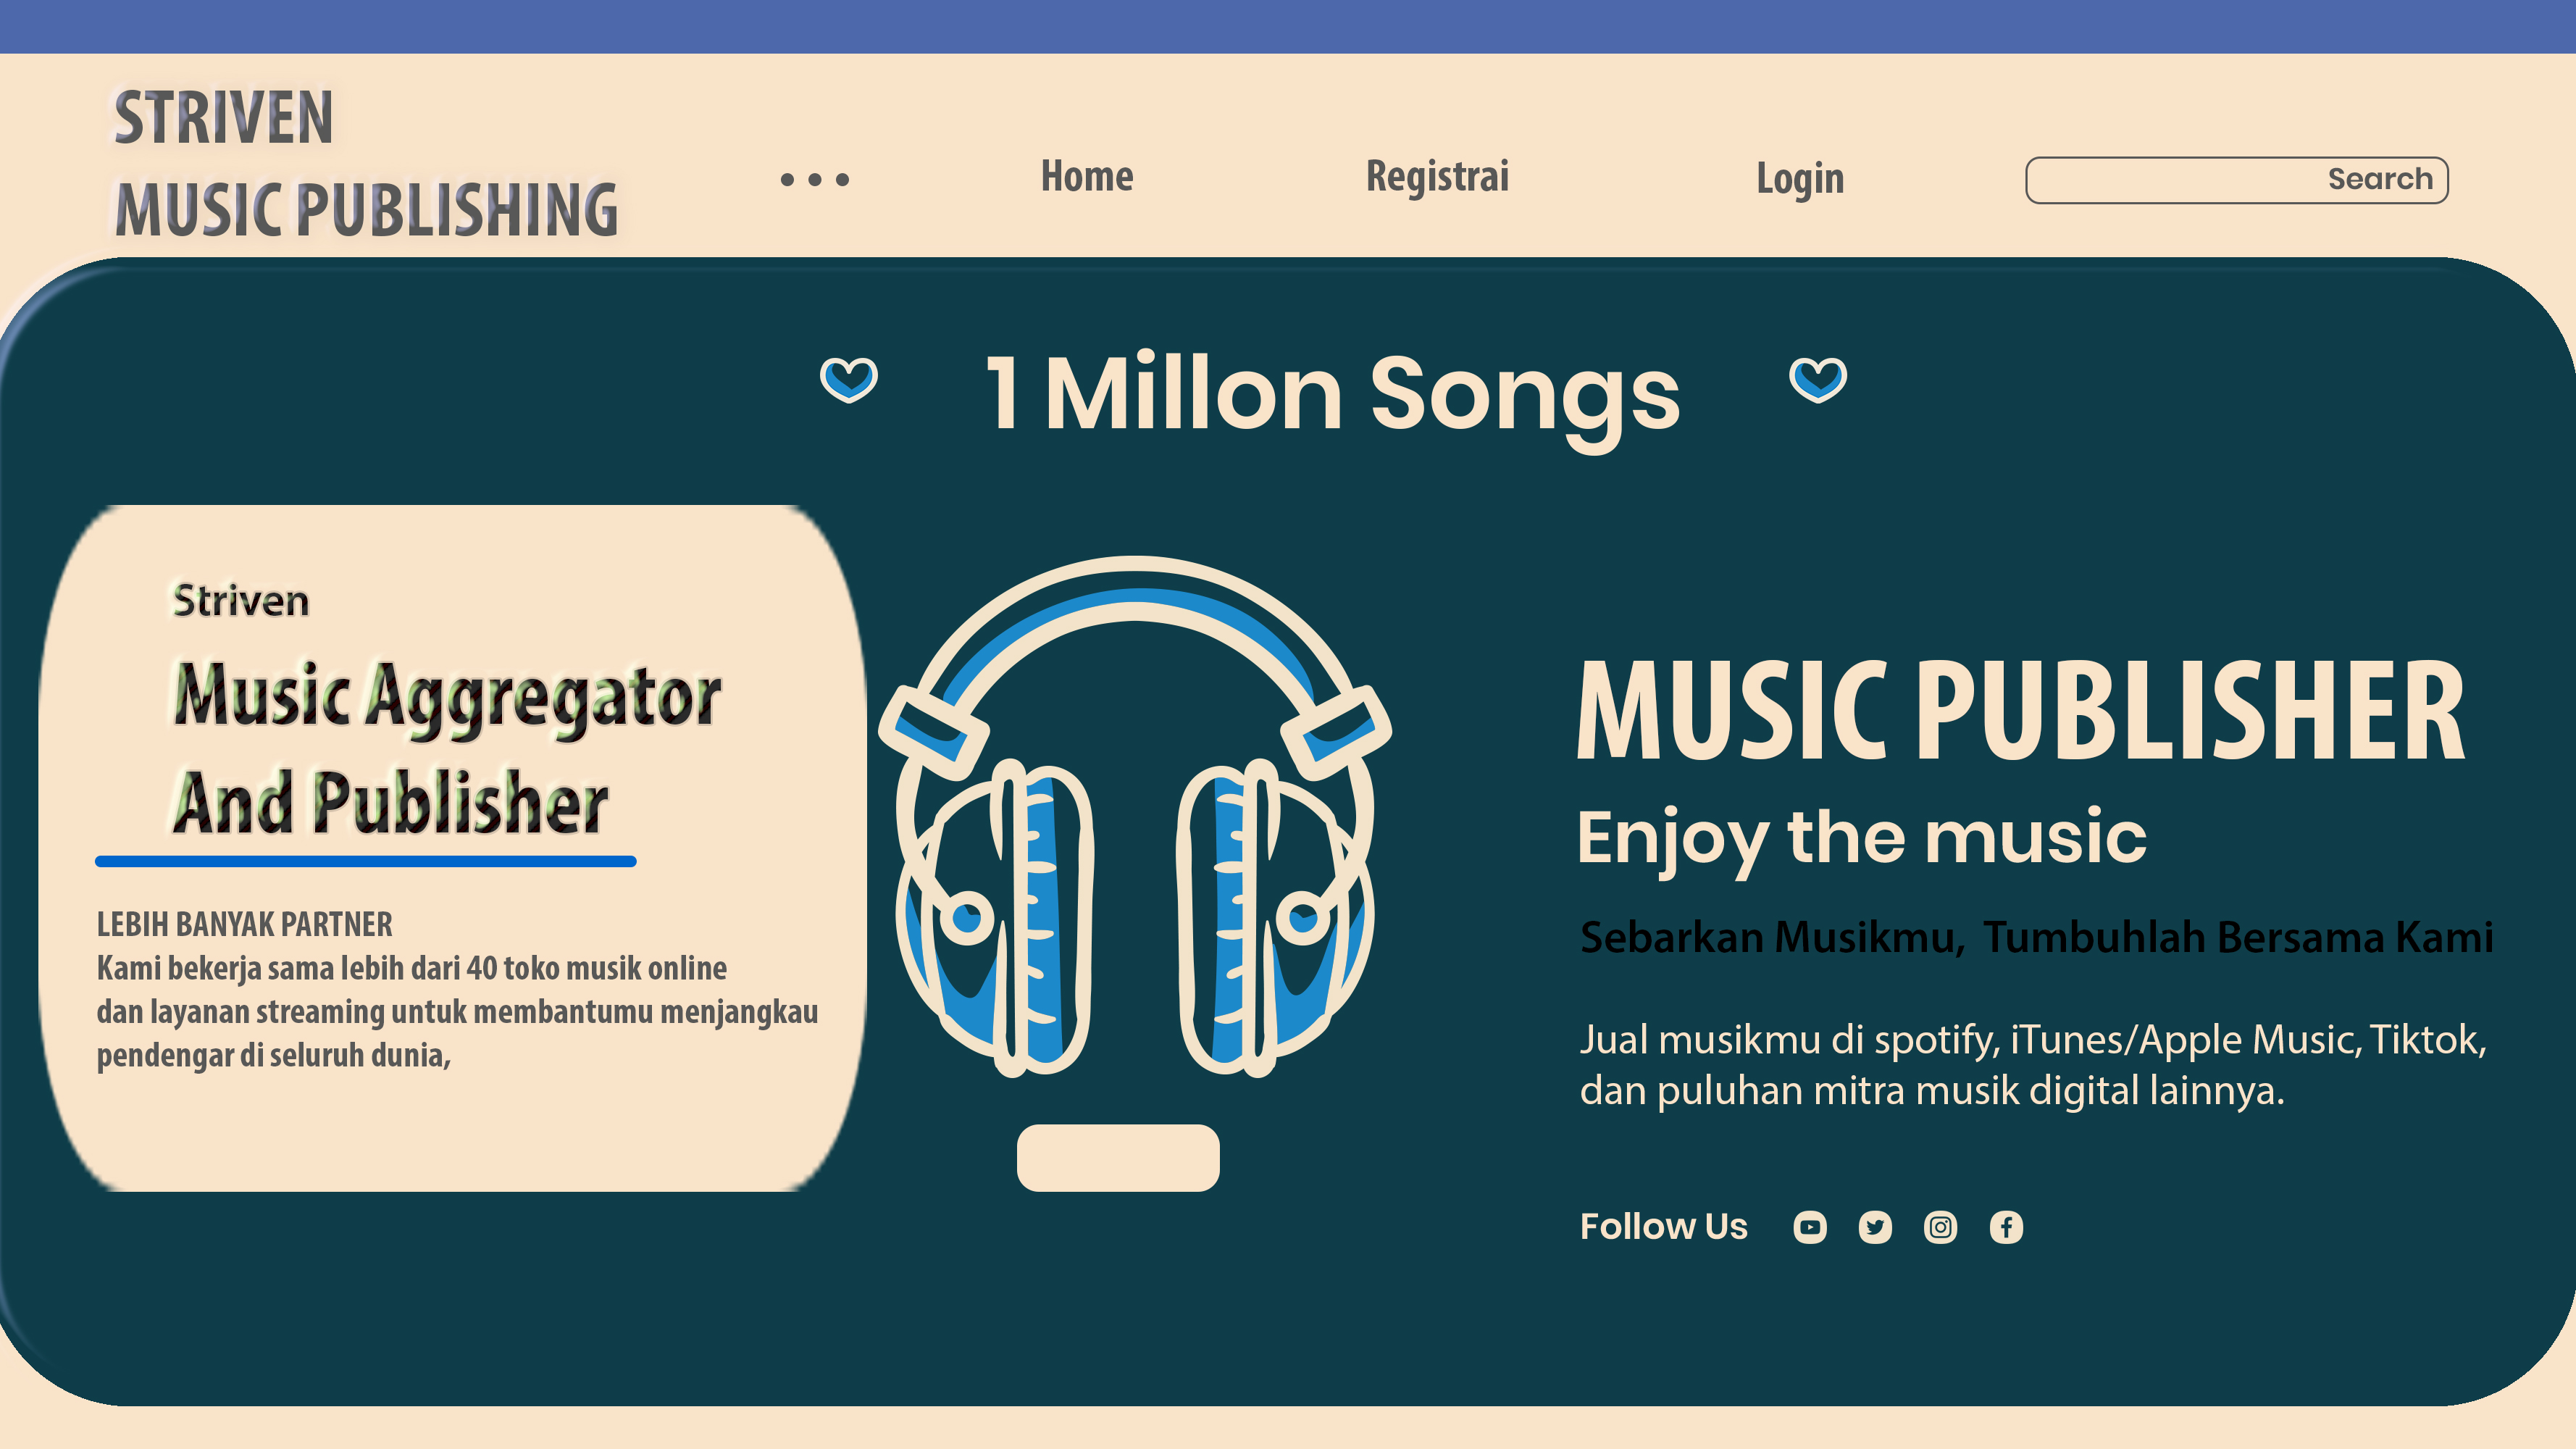 STRIVEN
MUSIC PUBLISHING
Home
Registrai
Login
Search
1 Millon Songs
Striven
Music Aggregator
And Publisher
LEBIH BANYAK PARTNER
Kami bekerja sama lebih dari 40 toko musik online
dan layanan streaming untuk membantumu menjangkau
pendengar di seluruh dunia,
MUSIC PUBLISHER
Enjoy the music
Sebarkan Musikmu, Tumbuhlah Bersama Kami
Jual musikmu di spotify, iTunes/Apple Music, Tiktok,
dan puluhan mitra musik digital lainnya.
Follow Us